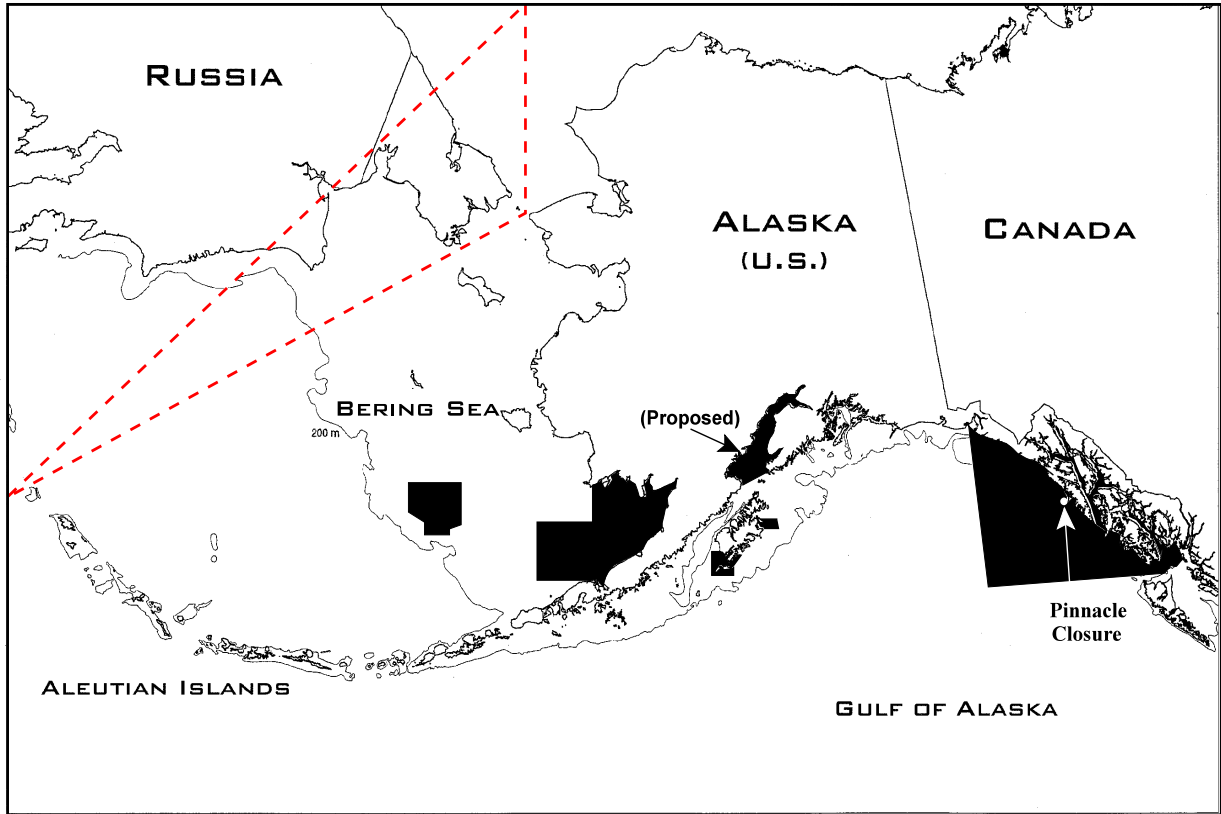 RUSSIA
ALASKA
(U.S.)
CANADA
BERING SEA
200 m
(Proposed)
Pinnacle
Closure
ALEUTIAN ISLANDS
GULF OF ALASKA